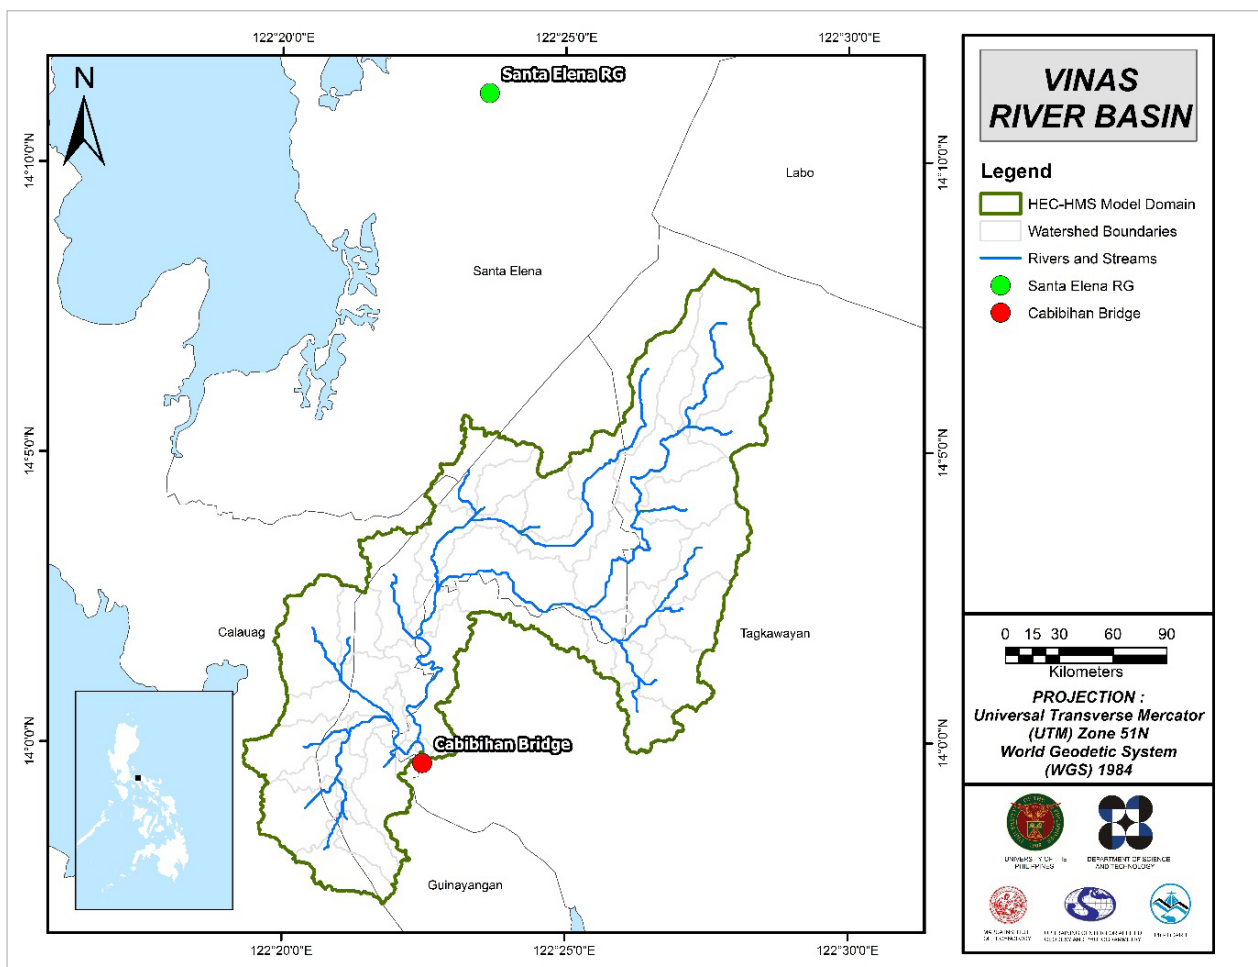 122°20'0"E
122°25'0"E
122°30'0"E
N
Santa Elena RG
14°10'0"N
14°10'0"N
Labo
Santa Elena
14°5'0"N
14°5'0"N
Calauag
Tagkawayan
14°0'0"N
14°0'0"N
Cabibihan Bridge
Guinayangan
122°20'0"E
122°25'0"E
122°30'0"E
VINAS
RIVER BASIN
Legend
HEC-HMS Model Domain
Watershed Boundaries
Rivers and Streams
Santa Elena RG
Cabibihan Bridge
0 15 30 60 90
Kilometers
PROJECTION :
Universal Transverse Mercator
(UTM) Zone 51N
World Geodetic System
(WGS) 1984
UNIVERSITY OF
PHILIPPINES
DEPARTMENT OF SCIENCE
AND TECHNOLOGY